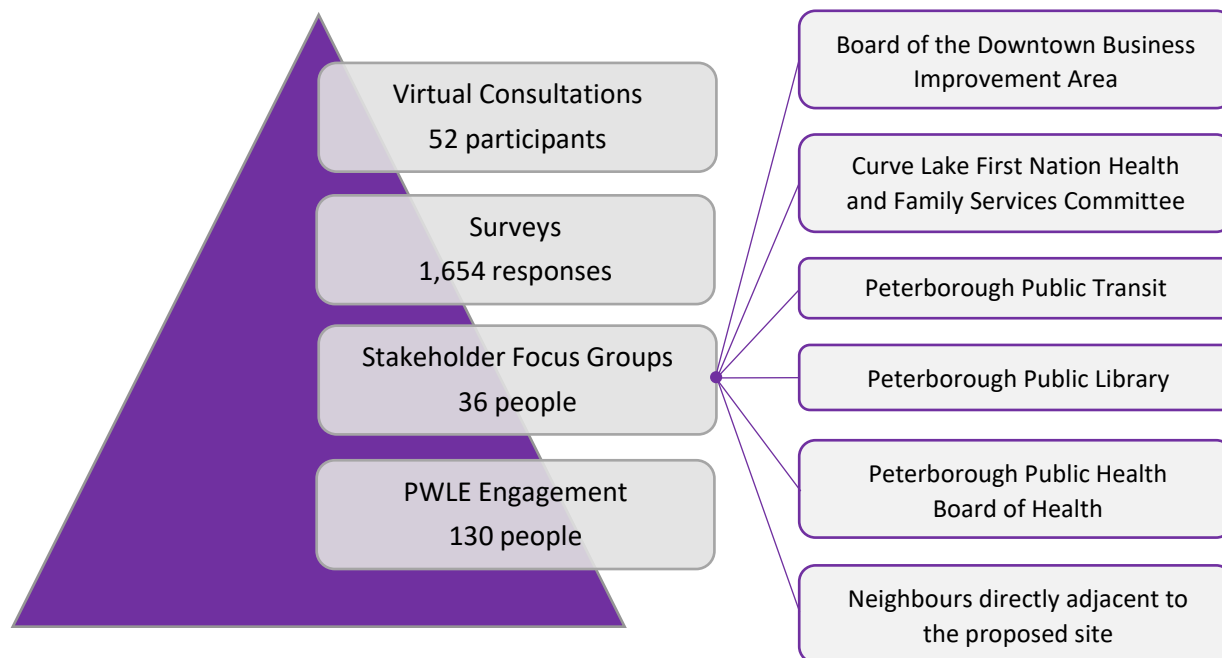 Virtual Consultations
52 participants
Surveys
1,654 responses
Stakeholder Focus Groups
36 people
PWLE Engagement
130 people
Board of the Downtown Business
Improvement Area
Curve Lake First Nation Health
and Family Services Committee
Peterborough Public Transit
Peterborough Public Library
Peterborough Public Health
Board of Health
Neighbours directly adjacent to
the proposed site